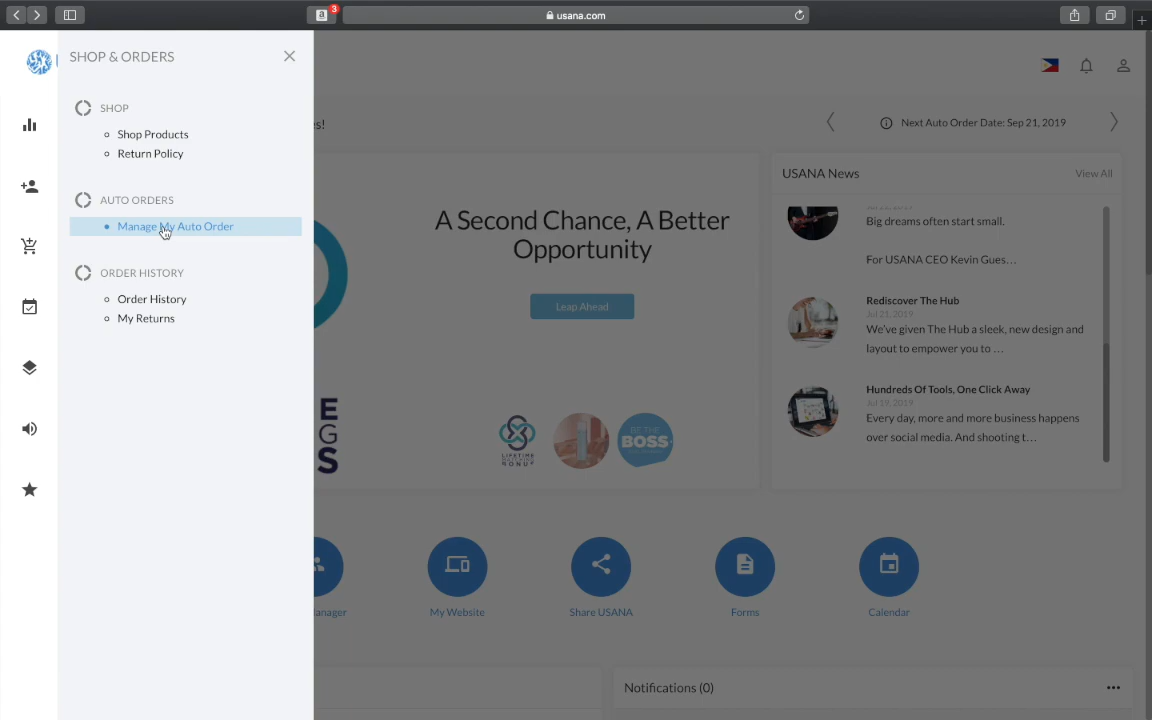 3
usana.com
SHOP & ORDERS
SHOP
Shop Products
Return Policy
AUTO ORDERS
Manage My Auto Order
ORDER HISTORY
Order History
My Returns
Next Auto Order Date: Sep 21, 2019
A Second Chance, A Better
Opportunity
Leap Ahead
LIFETIME
MATCHING
BONUS
BE THE
BOSS
USANA News
View All
Big dreams often start small.
For USANA CEO Kevin Gues...
Rediscover The Hub
Jul 21, 2019
We've given The Hub a sleek, new design and
layout to empower you to ...
Hundreds Of Tools, One Click Away
Jul 19, 2019
Every day, more and more business happens
over social media. And shooting t...
My Website
Share USANA
Forms
Calendar
Notifications (0)